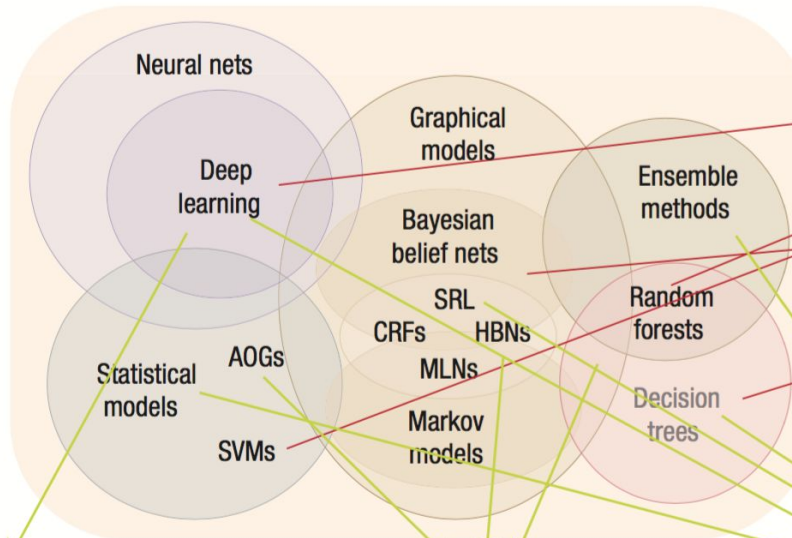 Neural nets
Deep
learning
Graphical
models
Ensemble
methods
Bayesian
belief nets
SRL
CRFs
HBNs
MLNs
Random
forests
AOGs
Statistical
models
SVMs
Markov
models
Decision
trees